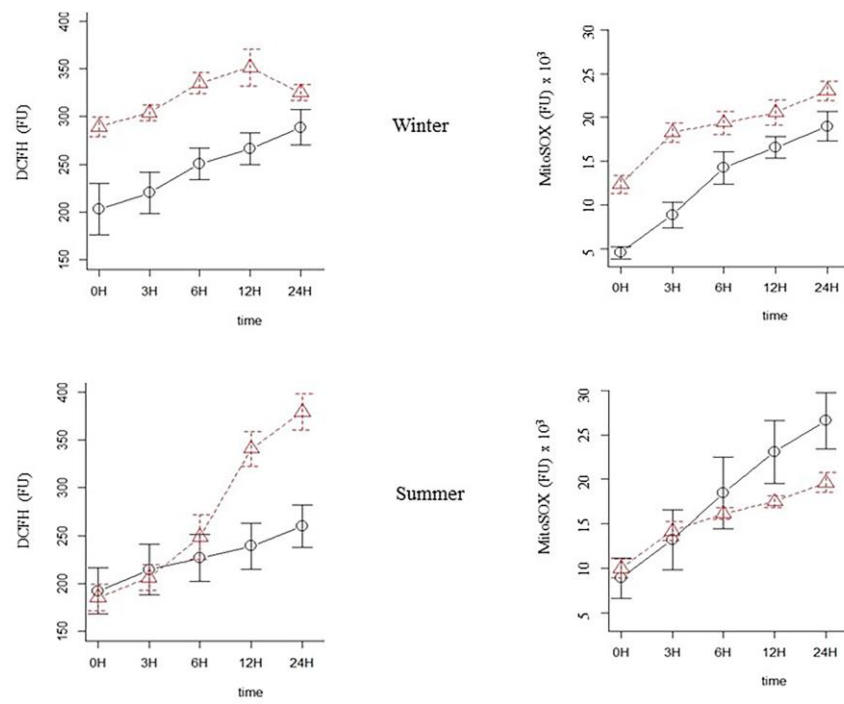 DCFH (FU)
400
350
300
250
200
150
0H 3H 6H 12H 24H
time
Winter
MitoSOX (FU) x 10³
30
25
20
15
10
5
0H 3H 6H 12H 24H
time
DCFH (FU)
400
350
300
250
200
150
0H 3H 6H 12H 24H
time
Summer
MitoSOX (FU) x 10³
30
25
20
15
10
5
0H 3H 6H 12H 24H
time